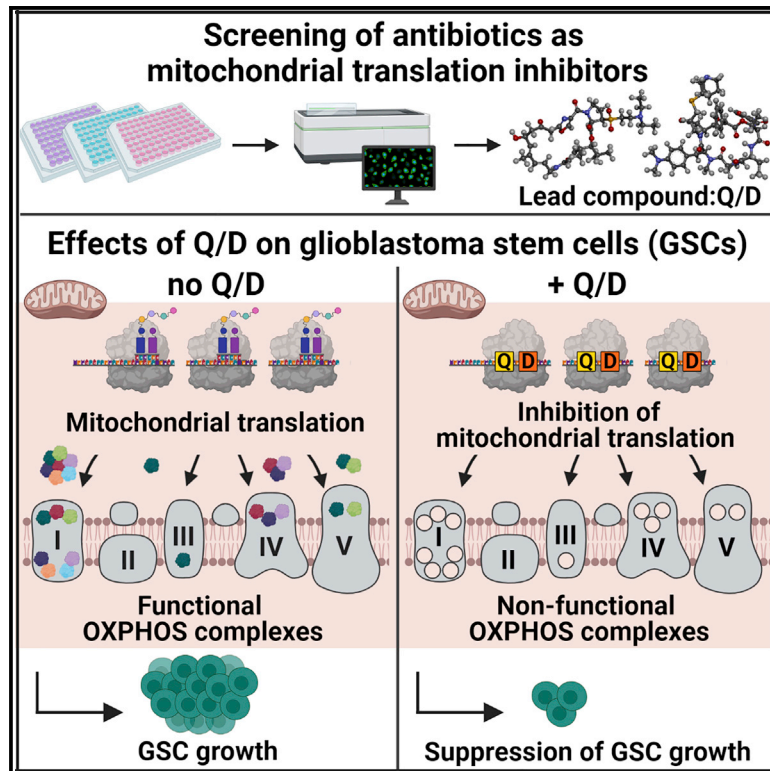 Screening of antibiotics as
mitochondrial translation inhibitors
Lead compound:Q/D
Effects of Q/D on glioblastoma stem cells (GSCs)
no Q/D
Mitochondrial translation
I
II
III
IV
V
Functional
OXPHOS complexes
GSC growth
+ Q/D
Q D
Q D
Q D
Inhibition of
mitochondrial translation
I
II
III
IV
V
Non-functional
OXPHOS complexes
Suppression of GSC growth